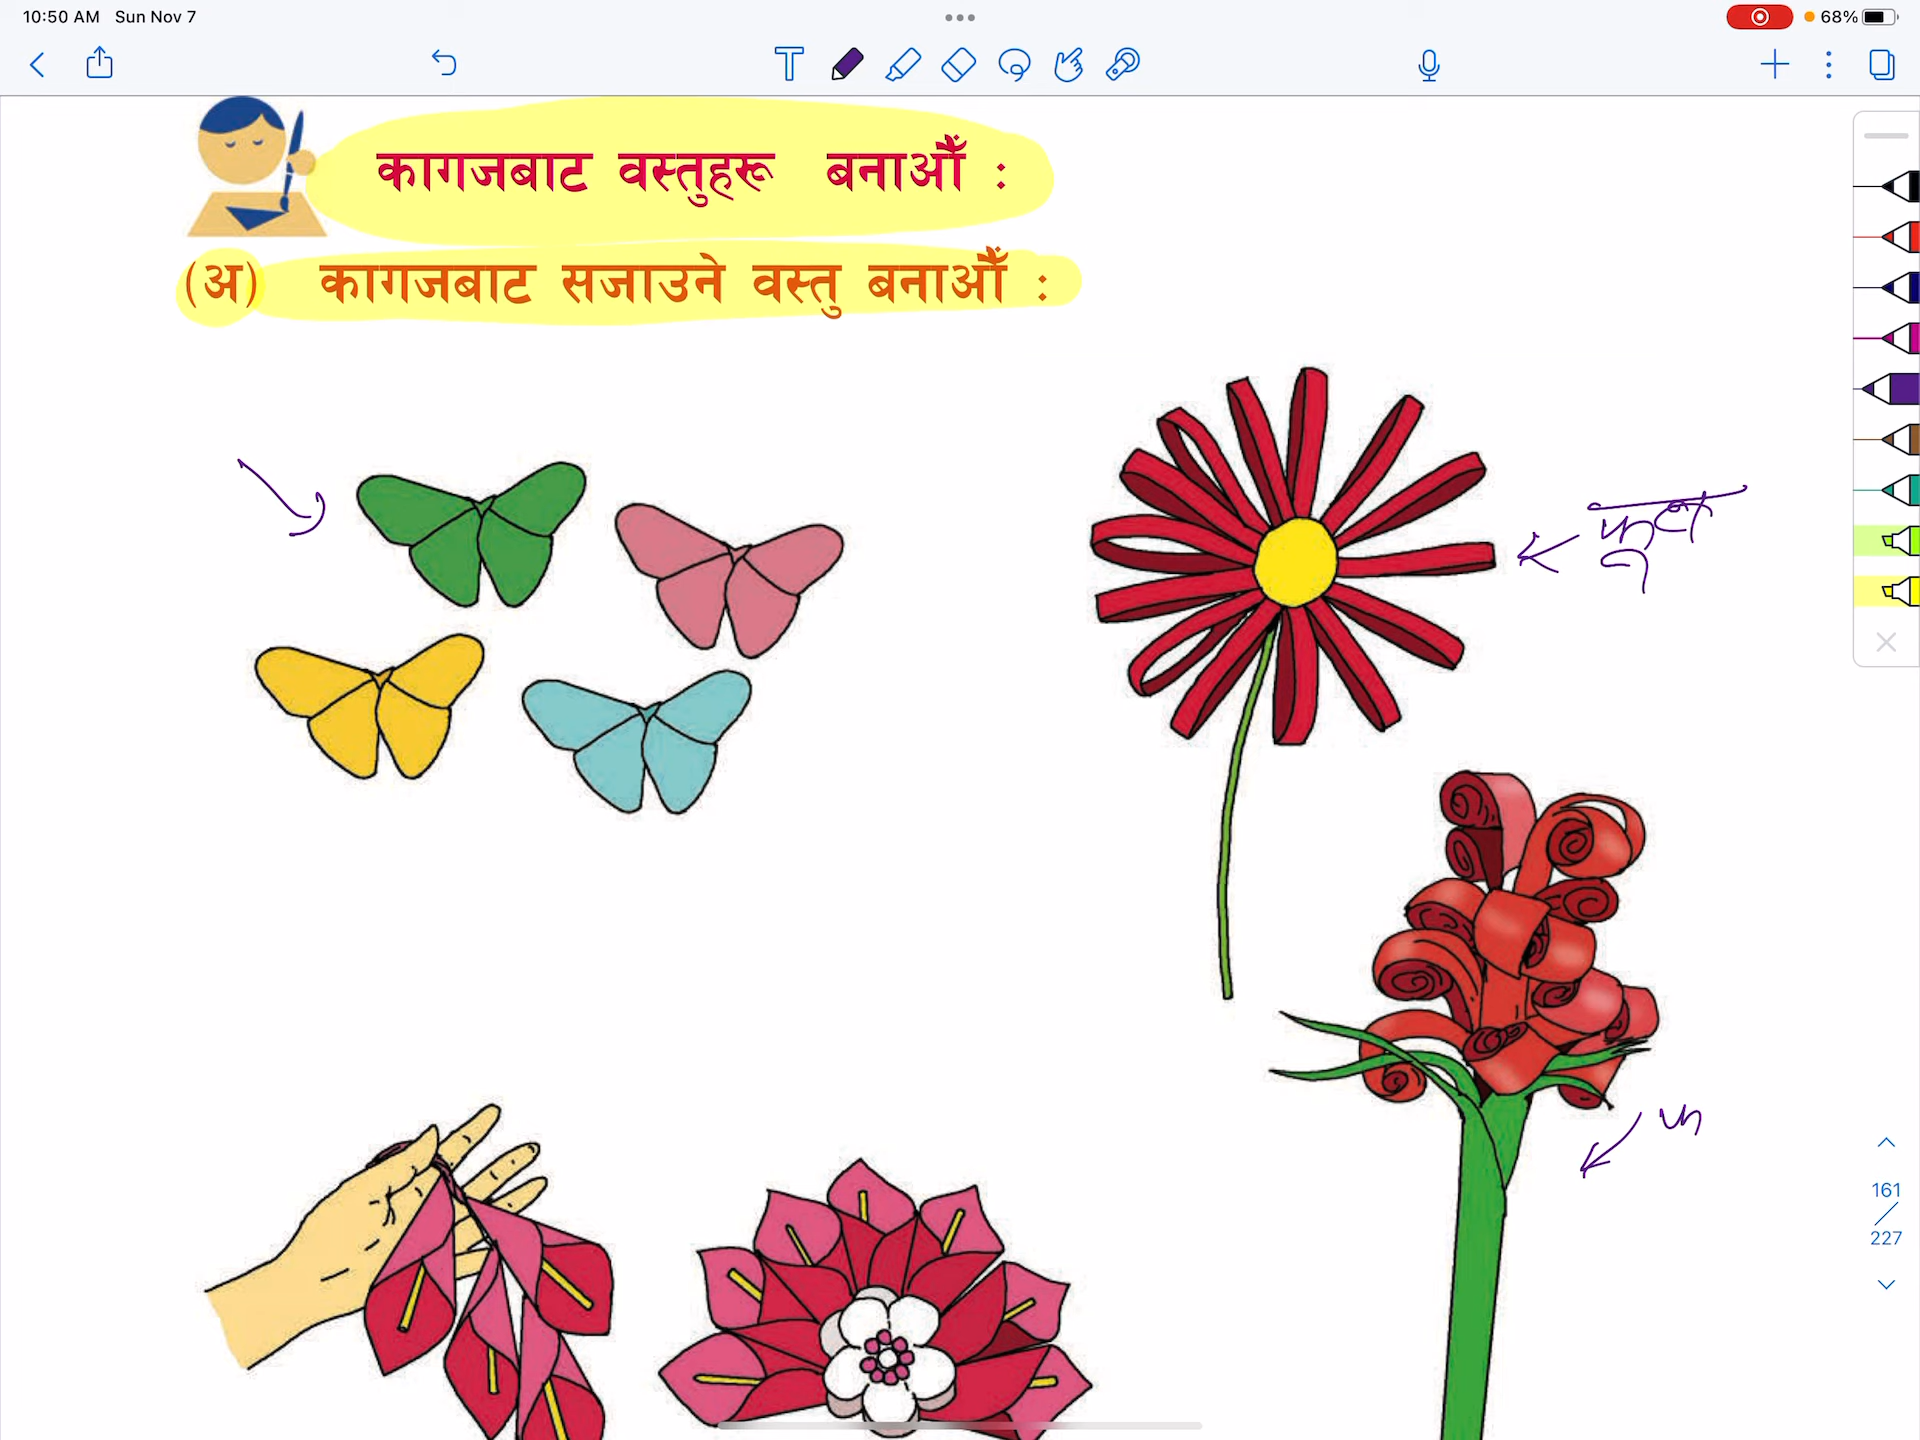 10:50 AM Sun Nov 7
68%
कागजबाट वस्तुहरू बनाऔँ :
(अ) कागजबाट सजाउने वस्तु बनाऔँ :
161
/
227